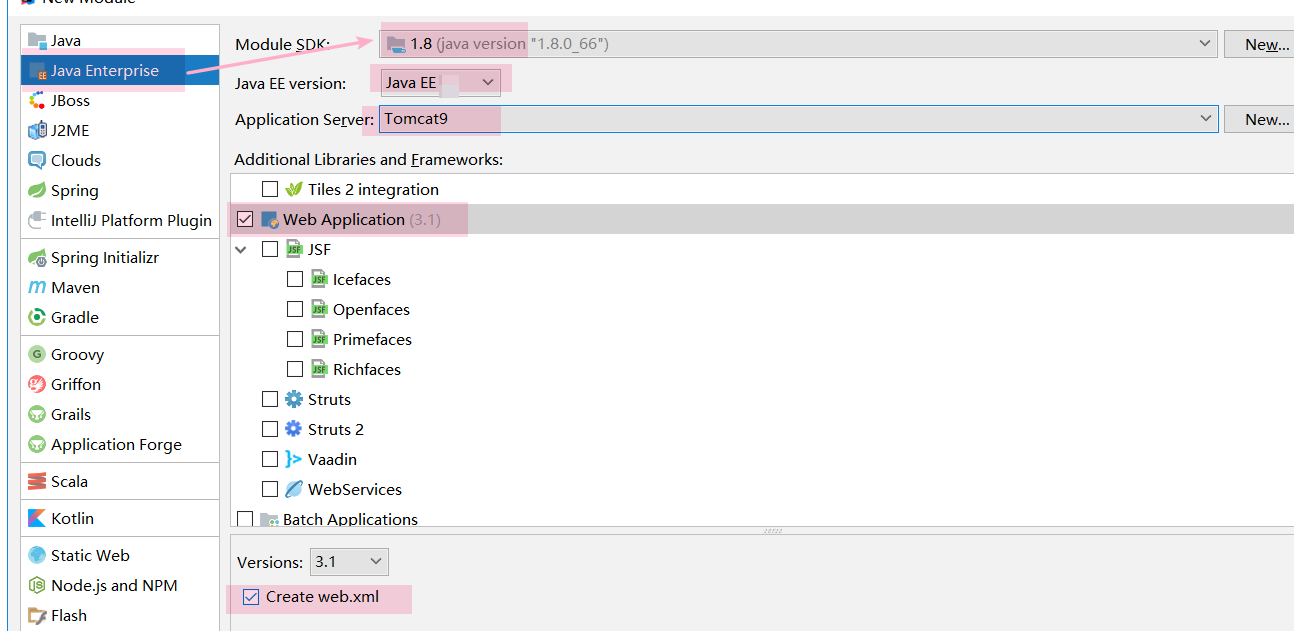 New Module
Java
Java Enterprise
JBoss
J2ME
Clouds
Spring
IntelliJ Platform Plugin
Spring Initializr
Maven
Gradle
Groovy
Griffon
Grails
Application Forge
Scala
Kotlin
Static Web
Node.js and NPM
Flash
Module SDK: 1.8 (java version "1.8.0_66") New...
Java EE version: Java EE
Application Server: Tomcat9 New...
Additional Libraries and Frameworks:
Tiles 2 integration
Web Application (3.1)
JSF
Icefaces
Openfaces
Primefaces
Richfaces
Struts
Struts 2
Vaadin
WebServices
Batch Applications
Versions: 3.1
Create web.xml